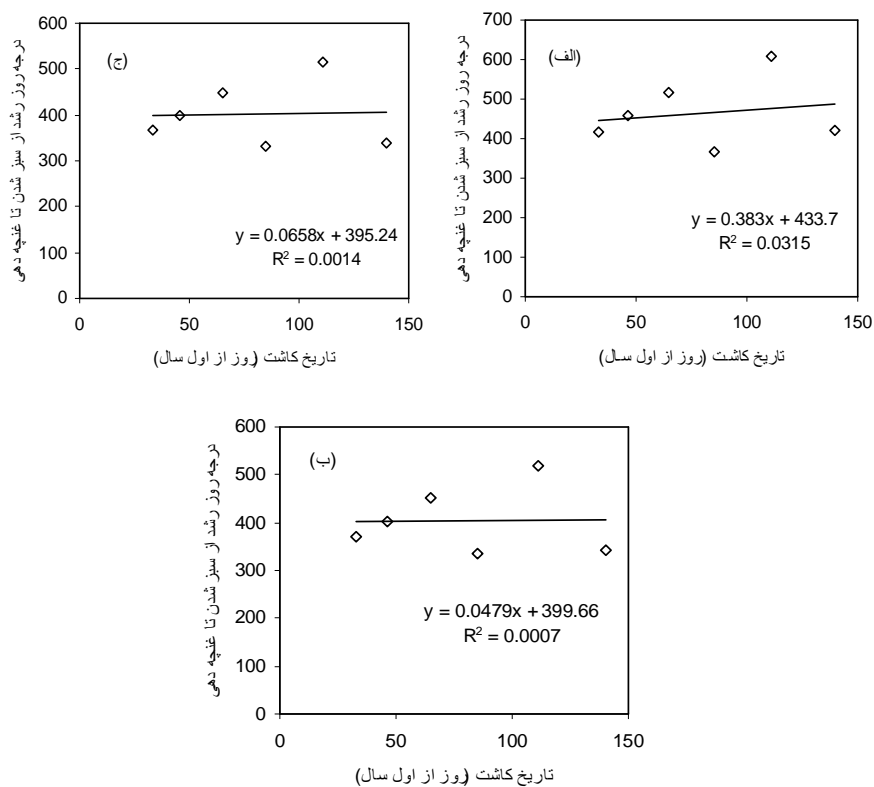 (الف)
درجه روز رشد از سبز شدن تا غنچه دهی
700
600
500
400
300
200
100
0
y = 0.383x + 433.7
R² = 0.0315
0 50 100 150
تاریخ کاشت (روز از اول سال)
(ج)
درجه روز رشد از سبز شدن تا غنچه دهی
600
500
400
300
200
100
0
y = 0.0658x + 395.24
R² = 0.0014
0 50 100 150
تاریخ کاشت (روز از اول سال)
(ب)
درجه روز رشد از سبز شدن تا غنچه دهی
600
500
400
300
200
100
0
y = 0.0479x + 399.66
R² = 0.0007
0 50 100 150
تاریخ کاشت (روز از اول سال)